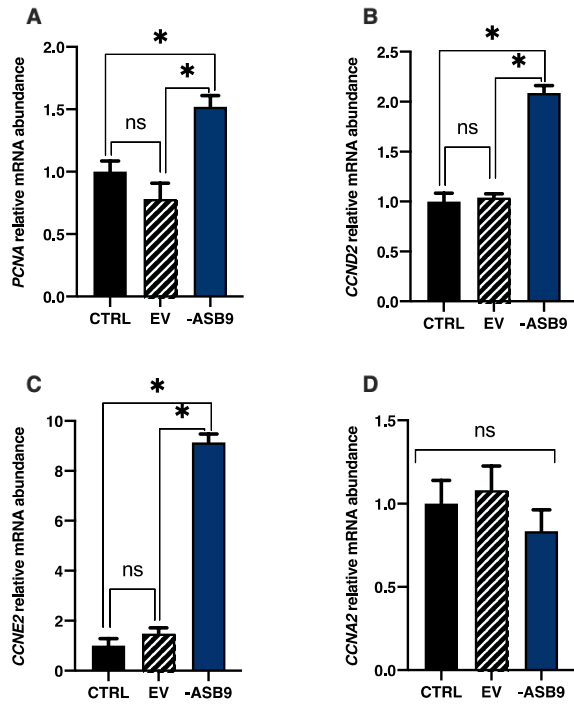 A
PCNA relative mRNA abundance
2.0
1.5
1.0
0.5
0.0
*
*
ns
CTRL EV -ASB9
B
CCND2 relative mRNA abundance
2.5
2.0
1.5
1.0
0.5
0.0
*
*
ns
CTRL EV -ASB9
C
CCNE2 relative mRNA abundance
10
8
6
4
2
0
*
*
ns
CTRL EV -ASB9
D
CCNA2 relative mRNA abundance
1.5
1.0
0.5
0.0
ns
CTRL EV -ASB9